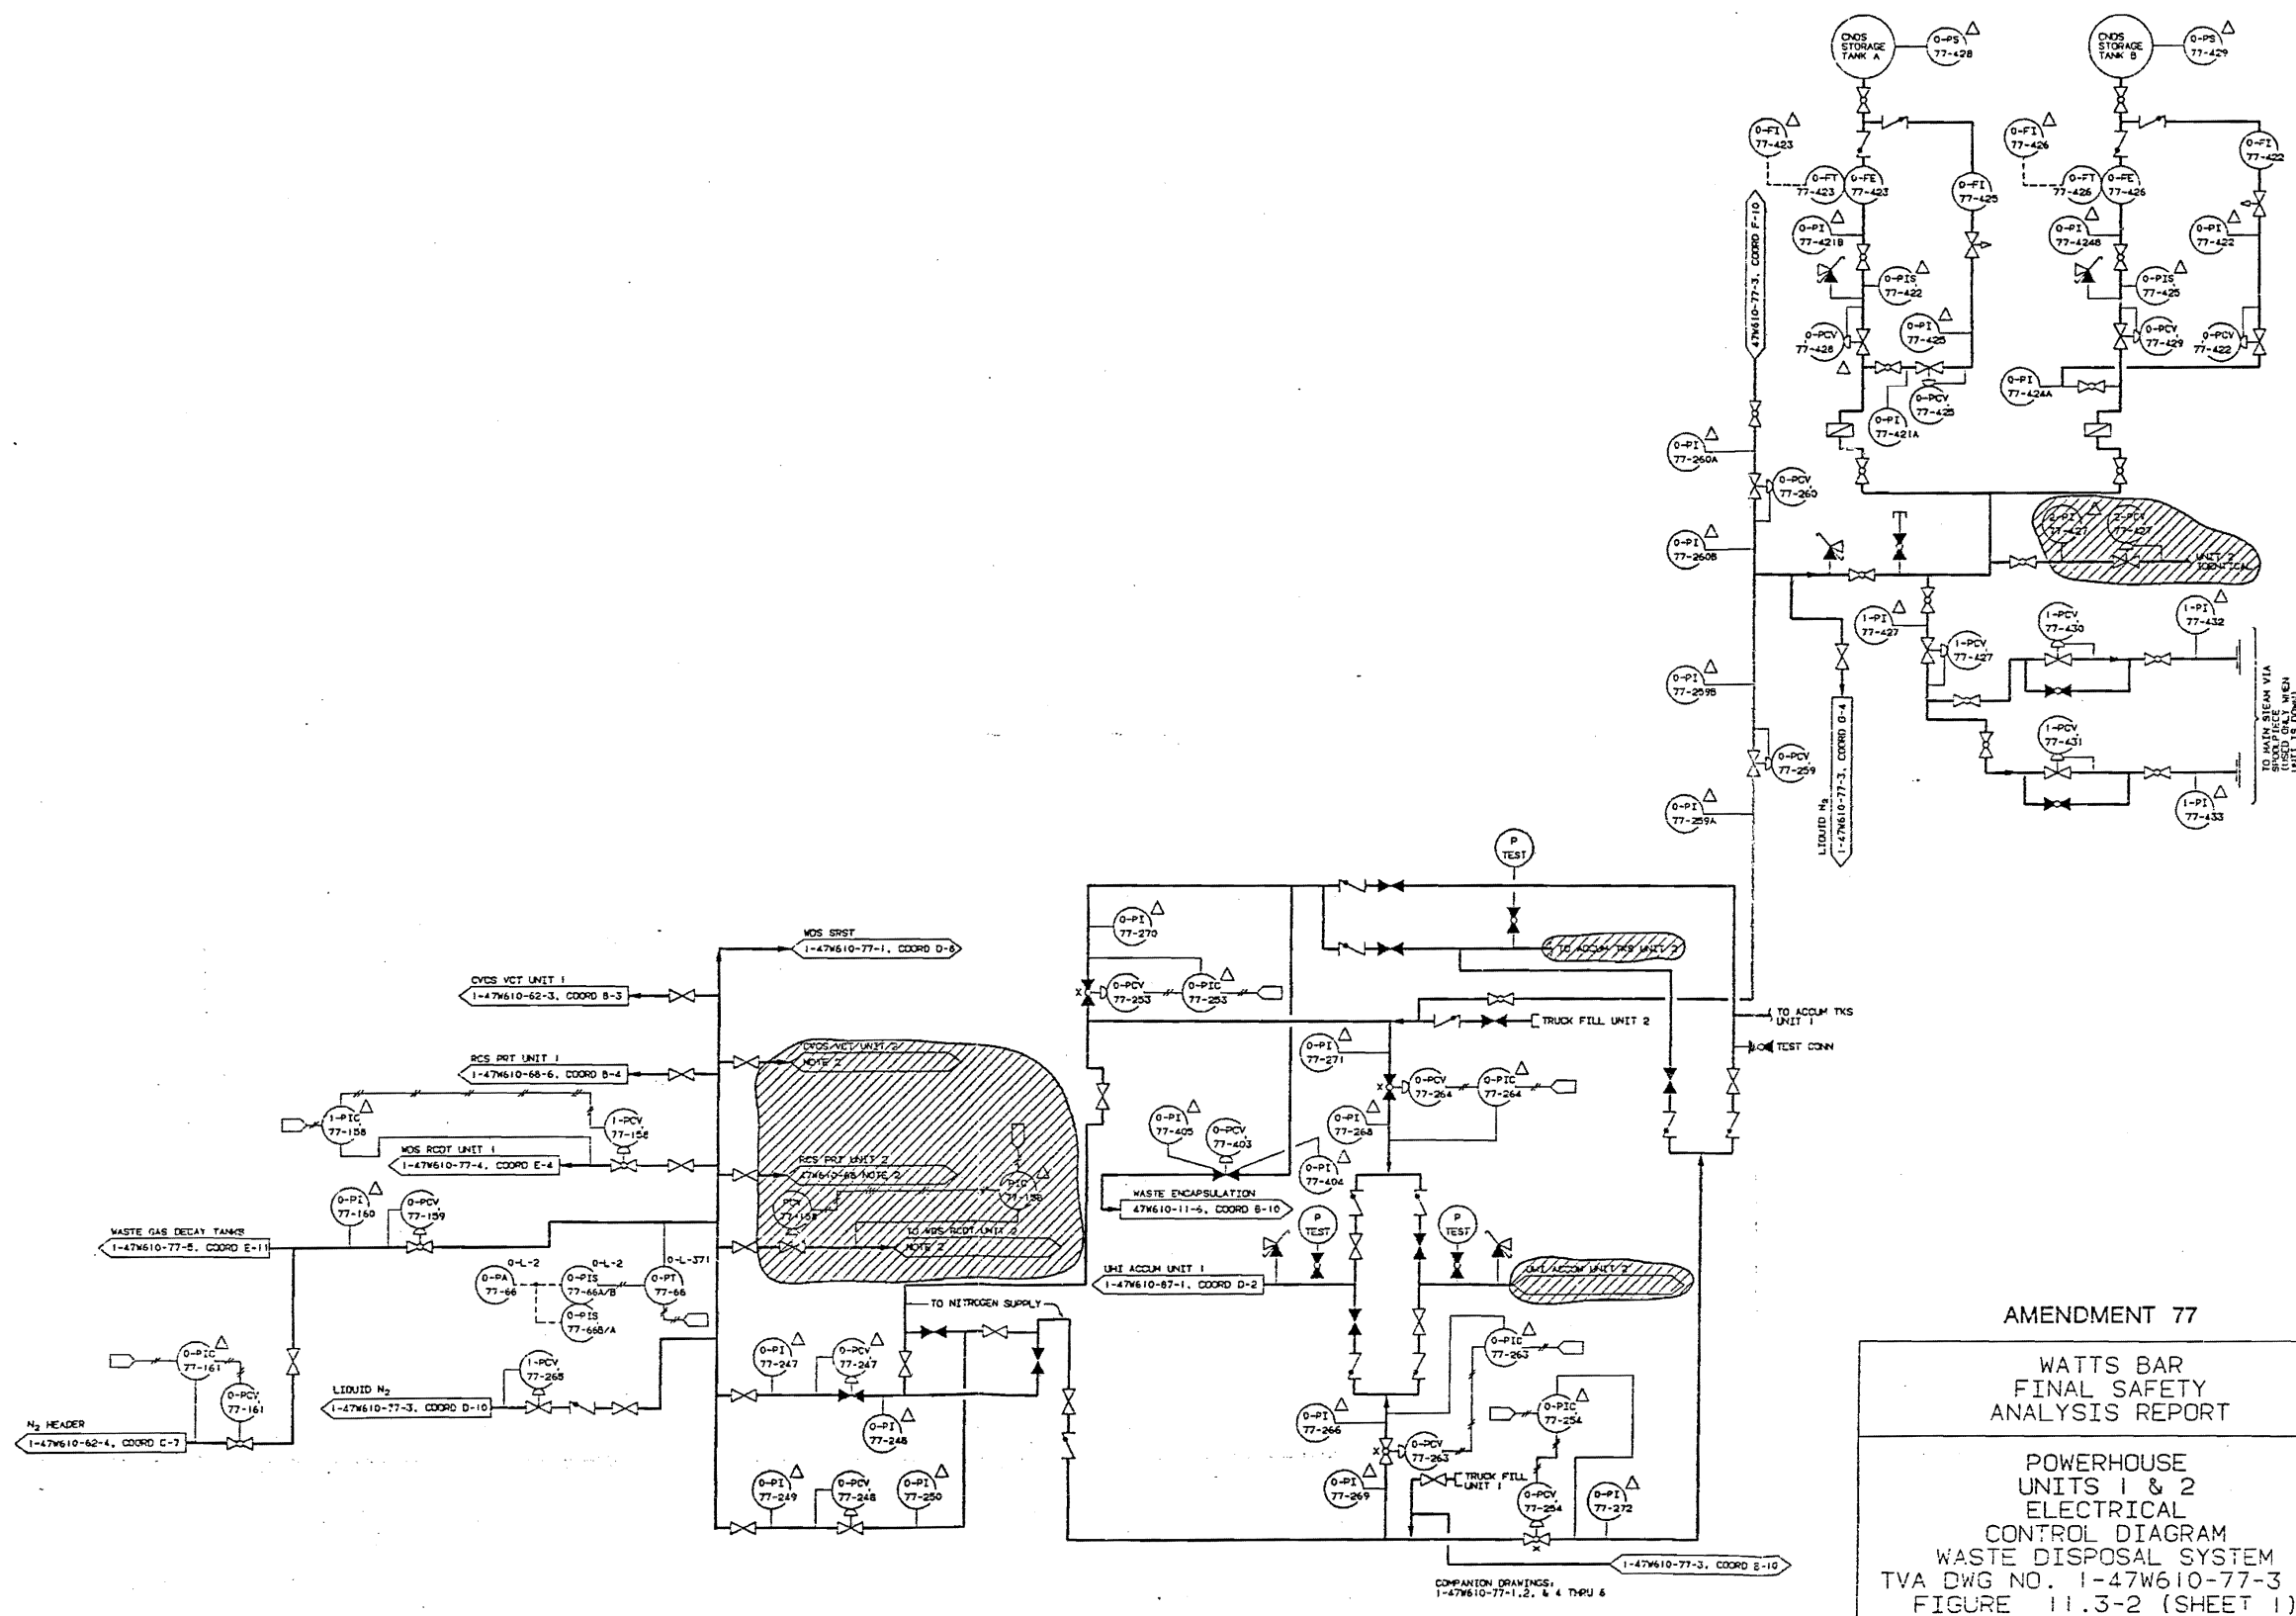 CNDS
STORAGE
TANK A
0-PS
77-428
CNDS
STORAGE
TANK B
0-PS
77-429
0-FI
77-423
0-FT
77-423
0-FE
77-423
0-FI
77-425
0-FI
77-426
0-FT
77-426
0-FE
77-426
0-FI
77-422
0-PI
77-421B
0-PIS
77-422
0-PCV
77-428
0-PI
77-425
0-PI
77-424B
0-PIS
77-425
0-PI
77-422
0-PCV
77-429
0-PCV
77-422
0-PI
77-421A
0-PCV
77-425
0-PI
77-424A
47W610-77-3, COORD F-10
0-PI
77-260A
0-PCV
77-260
0-PI
77-260B
2-PI
77-427
2-PCV
77-427
UNIT 2
IDENTICAL
1-PI
77-427
1-PCV
77-427
1-PCV
77-430
1-PI
77-432
1-PCV
77-431
1-PI
77-433
TO MAIN STEAM VIA
SPOOLPIECE
(USED ONLY WHEN
UNIT IS DOWN)
0-PI
77-259B
0-PCV
77-259
0-PI
77-259A
LIQUID N2
1-47W610-77-3, COORD G-4
P
TEST
0-PI
77-270
0-PCV
77-253
0-PIC
77-253
TO ACCUM TKS UNIT 2
TRUCK FILL UNIT 2
TO ACCUM TKS
UNIT 1
TEST CONN
0-PI
77-271
0-PCV
77-264
0-PIC
77-264
0-PI
77-268
0-PI
77-405
0-PCV
77-403
0-PI
77-404
WASTE ENCAPSULATION
47W610-11-6, COORD B-10
P
TEST
P
TEST
UHI ACCUM UNIT 1
1-47W610-87-1, COORD D-2
UHI ACCUM UNIT 2
WDS SRST
1-47W610-77-1, COORD D-8
CVCS VCT UNIT 1
1-47W610-62-3, COORD B-3
RCS PRT UNIT 1
1-47W610-68-6, COORD B-4
CVCS VCT UNIT 2
NOTE 2
1-PIC
77-158
1-PCV
77-158
WDS RCDT UNIT 1
1-47W610-77-4, COORD E-4
RCS PRT UNIT 2
47W610-68 NOTE 2
PIC
77-158
PCV
77-158
TO WDS RCDT UNIT 2
NOTE 2
0-PI
77-160
0-PCV
77-159
WASTE GAS DECAY TANKS
1-47W610-77-5, COORD E-11
0-L-2
0-L-2
0-L-371
0-PA
77-66
0-PIS
77-66A/B
0-PT
77-66
0-PIS
77-66B/A
TO NITROGEN SUPPLY
0-PIC
77-161
0-PCV
77-161
1-PCV
77-265
LIQUID N2
1-47W610-77-3, COORD D-10
N2 HEADER
1-47W610-62-4, COORD C-7
0-PI
77-247
0-PCV
77-247
0-PI
77-248
0-PI
77-249
0-PCV
77-248
0-PI
77-250
0-PIC
77-263
0-PI
77-266
0-PCV
77-263
0-PIC
77-254
0-PI
77-269
TRUCK FILL
UNIT 1
0-PCV
77-254
0-PI
77-272
1-47W610-77-3, COORD E-10
COMPANION DRAWINGS:
1-47W610-77-1,2, & 4 THRU 6
AMENDMENT 77
WATTS BAR
FINAL SAFETY
ANALYSIS REPORT
POWERHOUSE
UNITS 1 & 2
ELECTRICAL
CONTROL DIAGRAM
WASTE DISPOSAL SYSTEM
TVA DWG NO. 1-47W610-77-3
FIGURE 11.3-2 (SHEET 1)